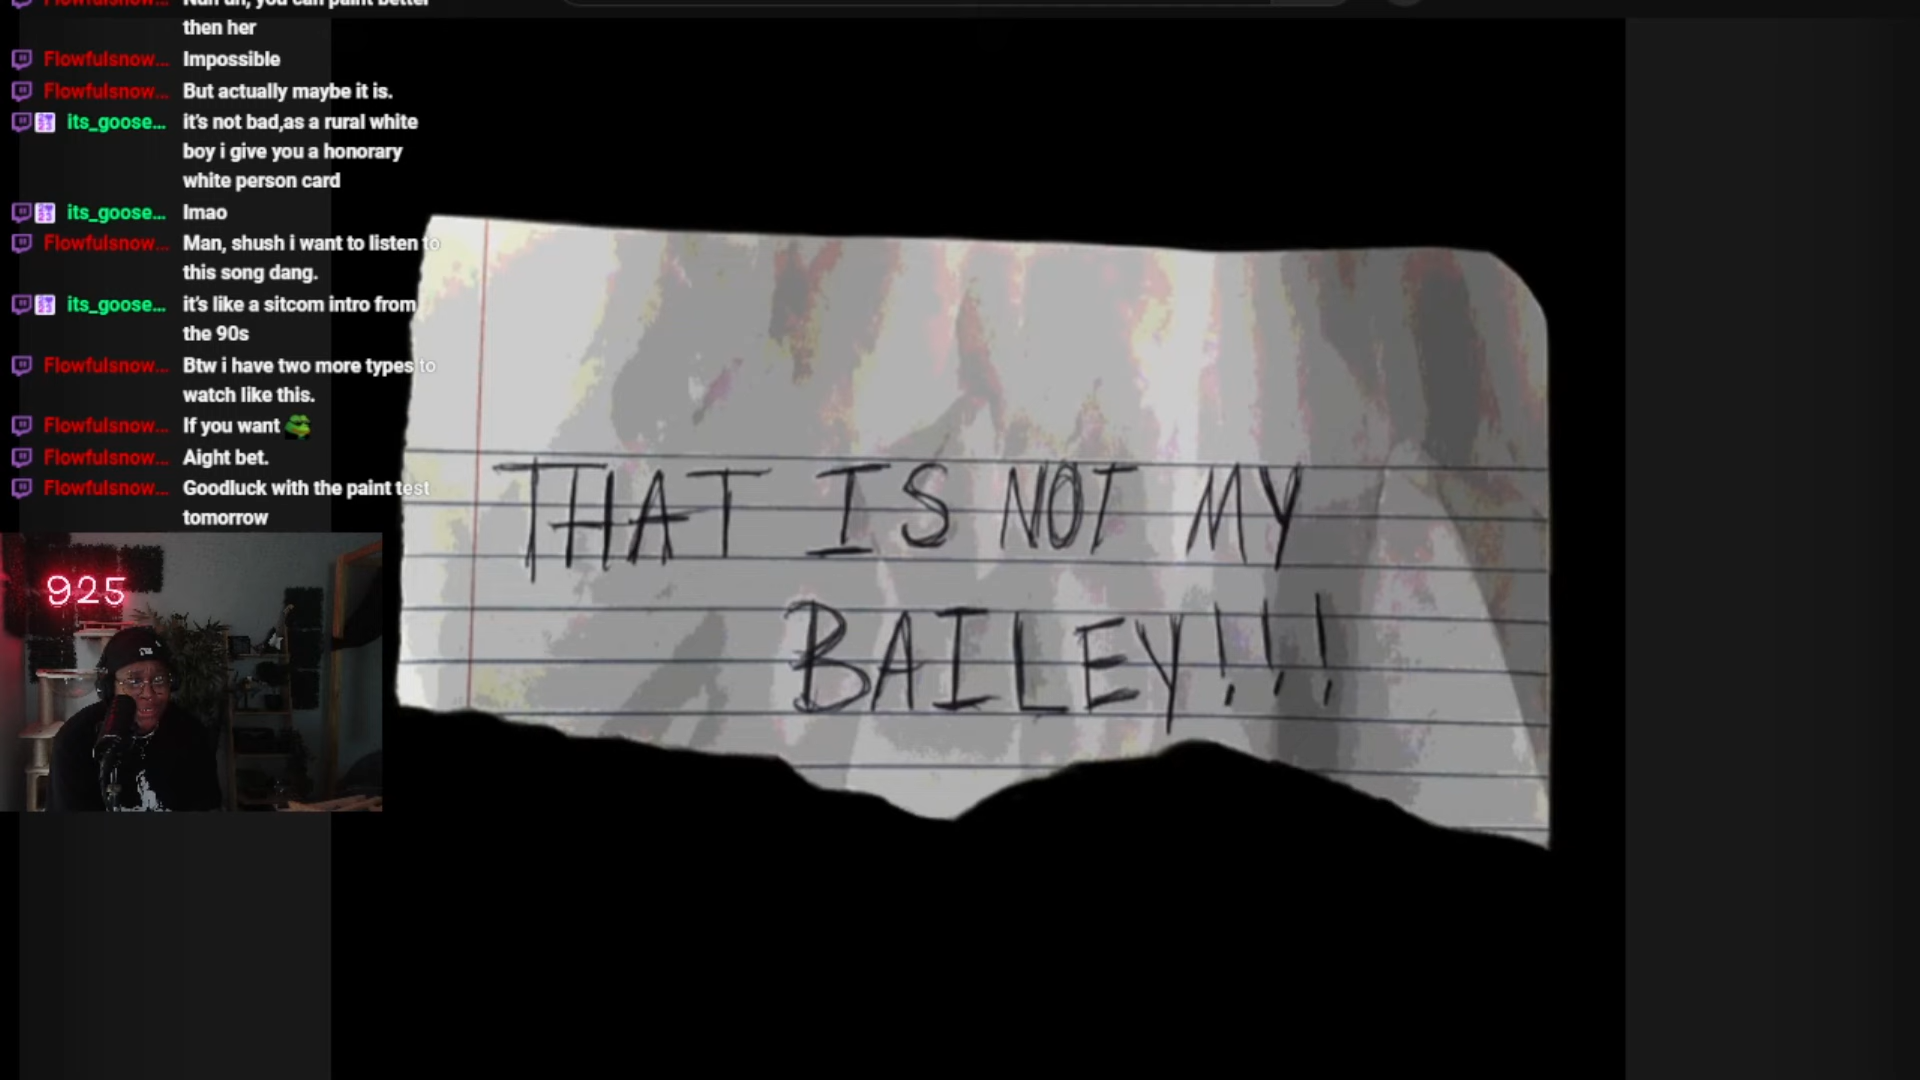 then her
Flowfulsnow... Impossible
Flowfulsnow... But actually maybe it is.
its_goose... it's not bad,as a rural white
boy i give you a honorary
white person card
its_goose... lmao
Flowfulsnow... Man, shush i want to listen to
this song dang.
its_goose... it's like a sitcom intro from
the 90s
Flowfulsnow... Btw i have two more types to
watch like this.
Flowfulsnow... If you want
Flowfulsnow... Aight bet.
Flowfulsnow... Goodluck with the paint test
tomorrow
925
THAT IS NOT MY
BAILEY!!!